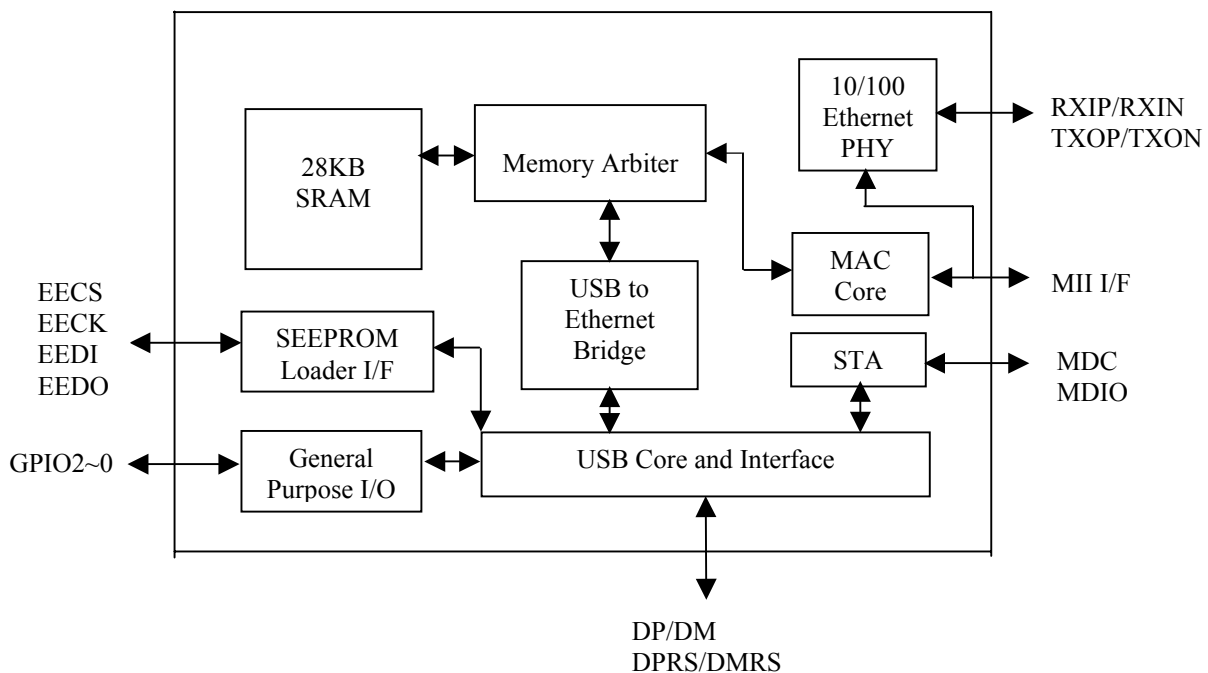 10/100
Ethernet
PHY
RXIP/RXIN
TXOP/TXON
28KB
SRAM
Memory Arbiter
MAC
Core
MII I/F
USB to
Ethernet
Bridge
EECS
EECK
EEDI
EEDO
SEEPROM
Loader I/F
STA
MDC
MDIO
GPIO2~0
General
Purpose I/O
USB Core and Interface
DP/DM
DPRS/DMRS